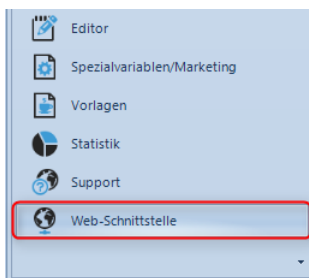 Editor
Spezialvariablen/Marketing
Vorlagen
Statistik
Support
Web-Schnittstelle